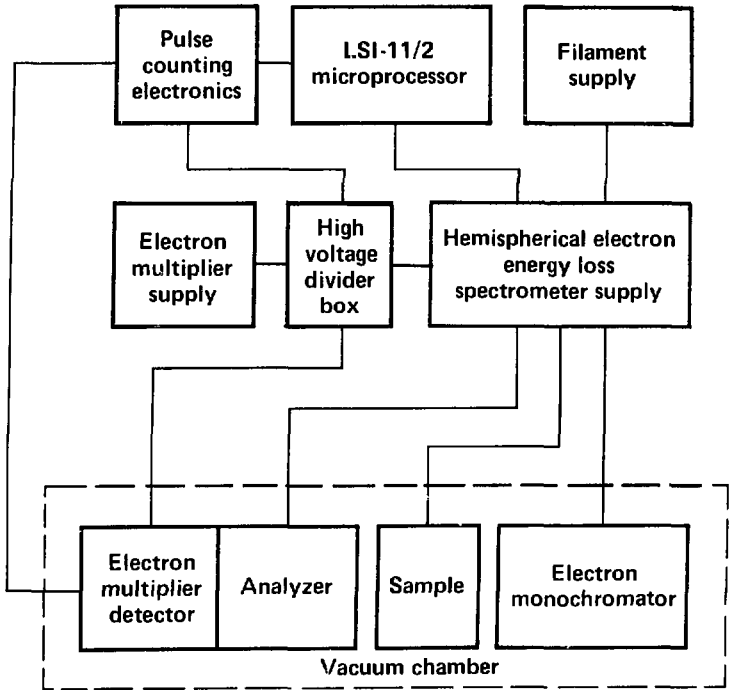 Pulse
counting
electronics
LSI-11/2
microprocessor
Filament
supply
Electron
multiplier
supply
High
voltage
divider
box
Hemispherical electron
energy loss
spectrometer supply
Electron
multiplier
detector
Analyzer
Sample
Electron
monochromator
Vacuum chamber